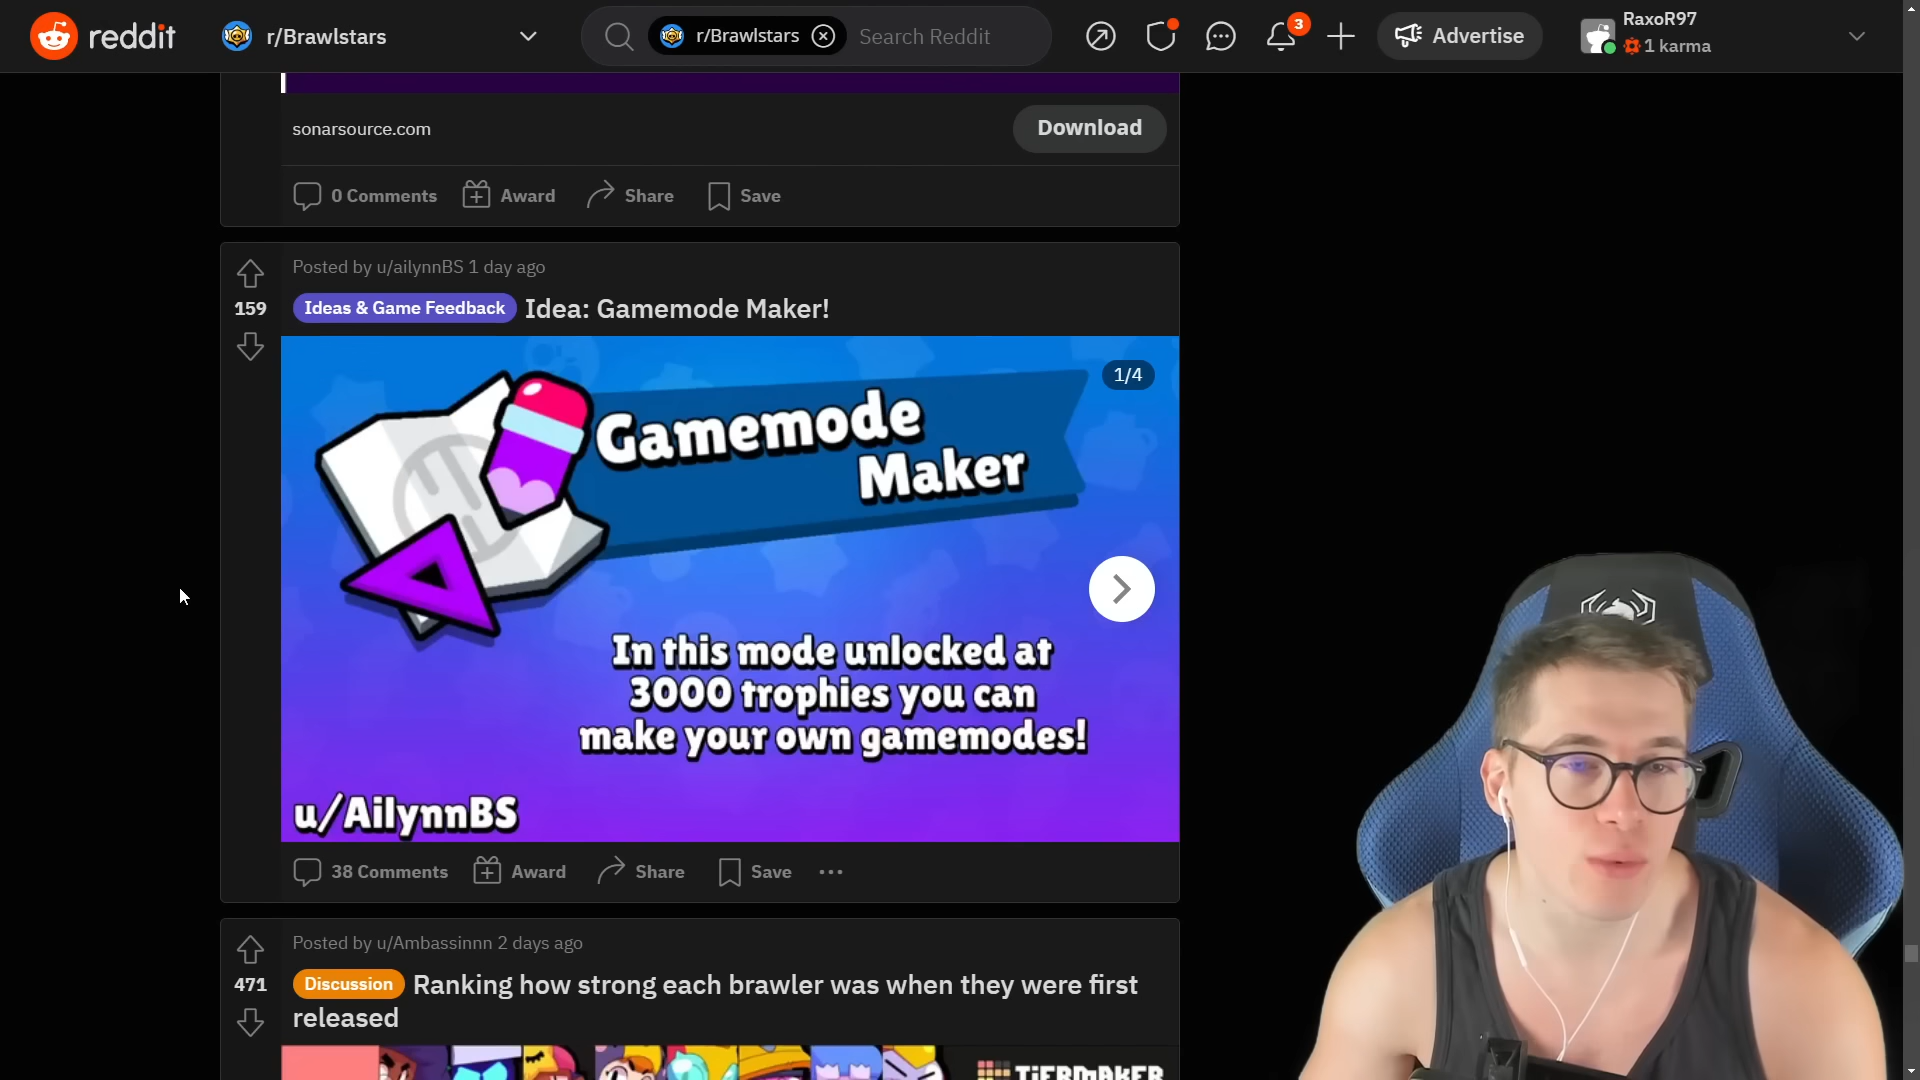 reddit
r/Brawlstars
r/Brawlstars
Search Reddit
3
Advertise
RaxoR97
1 karma
sonarsource.com
Download
0 Comments
Award
Share
Save
Posted by u/ailynnBS 1 day ago
159
Ideas & Game Feedback
Idea: Gamemode Maker!
1/4
Gamemode
Maker
In this mode unlocked at
3000 trophies you can
make your own gamemodes!
u/AilynnBS
38 Comments
Award
Share
Save
Posted by u/Ambassinnn 2 days ago
471
Discussion
Ranking how strong each brawler was when they were first
released
TIERMAKER